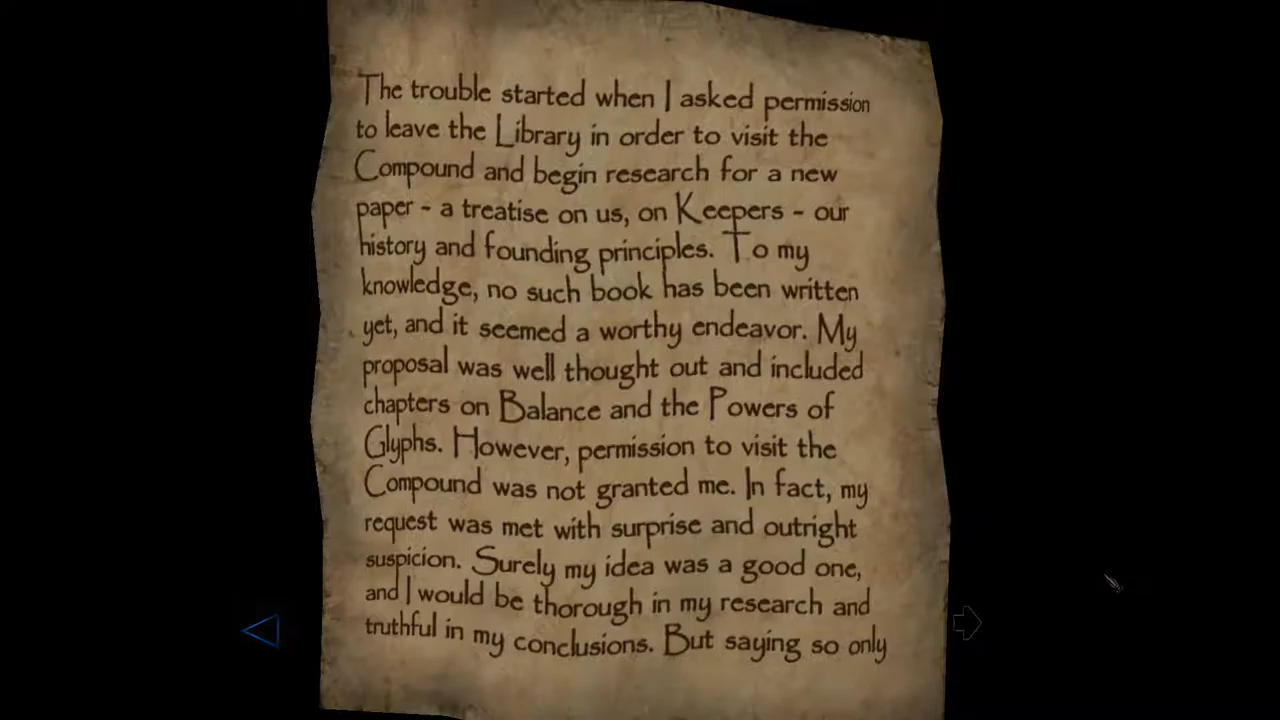 The trouble started when I asked permission
to leave the Library in order to visit the
Compound and begin research for a new
paper - a treatise on us, on Keepers - our
history and founding principles. To my
knowledge, no such book has been written
yet, and it seemed a worthy endeavor. My
proposal was well thought out and included
chapters on Balance and the Powers of
Glyphs. However, permission to visit the
Compound was not granted me. In fact, my
request was met with surprise and outright
suspicion. Surely my idea was a good one,
and I would be thorough in my research and
truthful in my conclusions. But saying so only